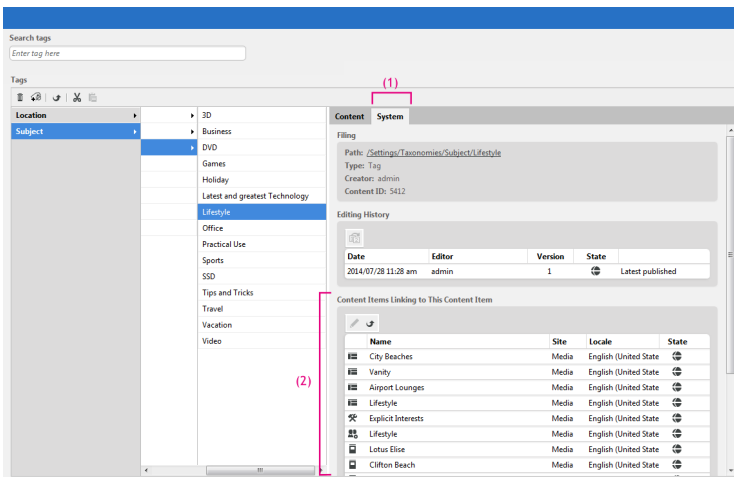 Search tags
Enter tag here
Tags
(1)
Location
Subject
3D
Business
DVD
Games
Holiday
Latest and greatest Technology
Lifestyle
Office
Practical Use
Sports
SSD
Tips and Tricks
Travel
Vacation
Video
(2)
Content System
Filing
Path: /Settings/Taxonomies/Subject/Lifestyle
Type: Tag
Creator: admin
Content ID: 5412
Editing History
Date Editor Version State
2014/07/28 11:28 am admin 1 Latest published
Content Items Linking to This Content Item
Name Site Locale State
City Beaches Media English (United State
Vanity Media English (United State
Airport Lounges Media English (United State
Lifestyle Media English (United State
Explicit Interests Media English (United State
Lifestyle Media English (United State
Lotus Elise Media English (United State
Clifton Beach Media English (United State